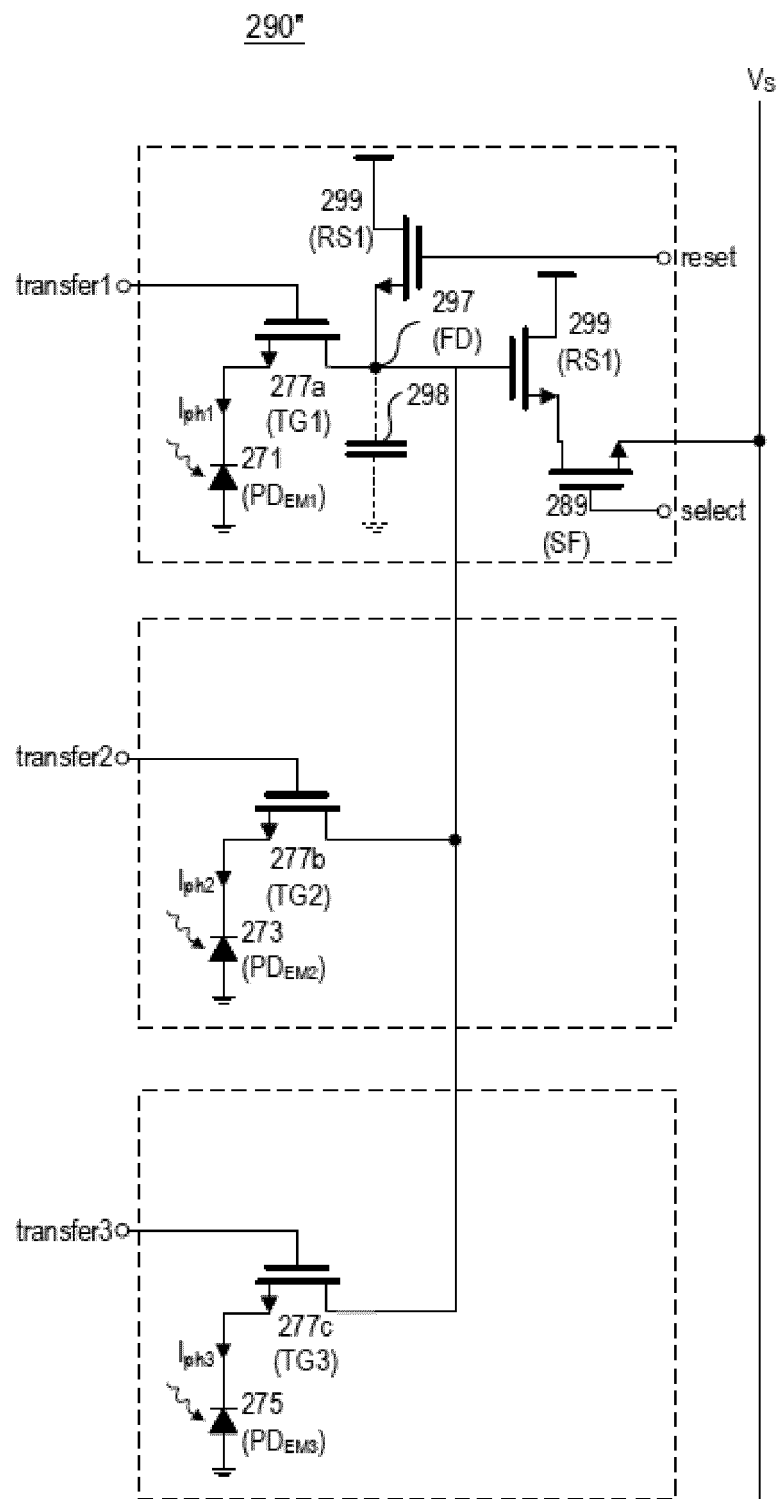 290"
Vs
299
(RS1)
reset
transfer1
297
(FD)
299
(RS1)
277a
(TG1)
298
Iph1
271
(PDEM1)
289
(SF)
select
transfer2
277b
(TG2)
Iph2
273
(PDEM2)
transfer3
277c
(TG3)
Iph3
275
(PDEM3)